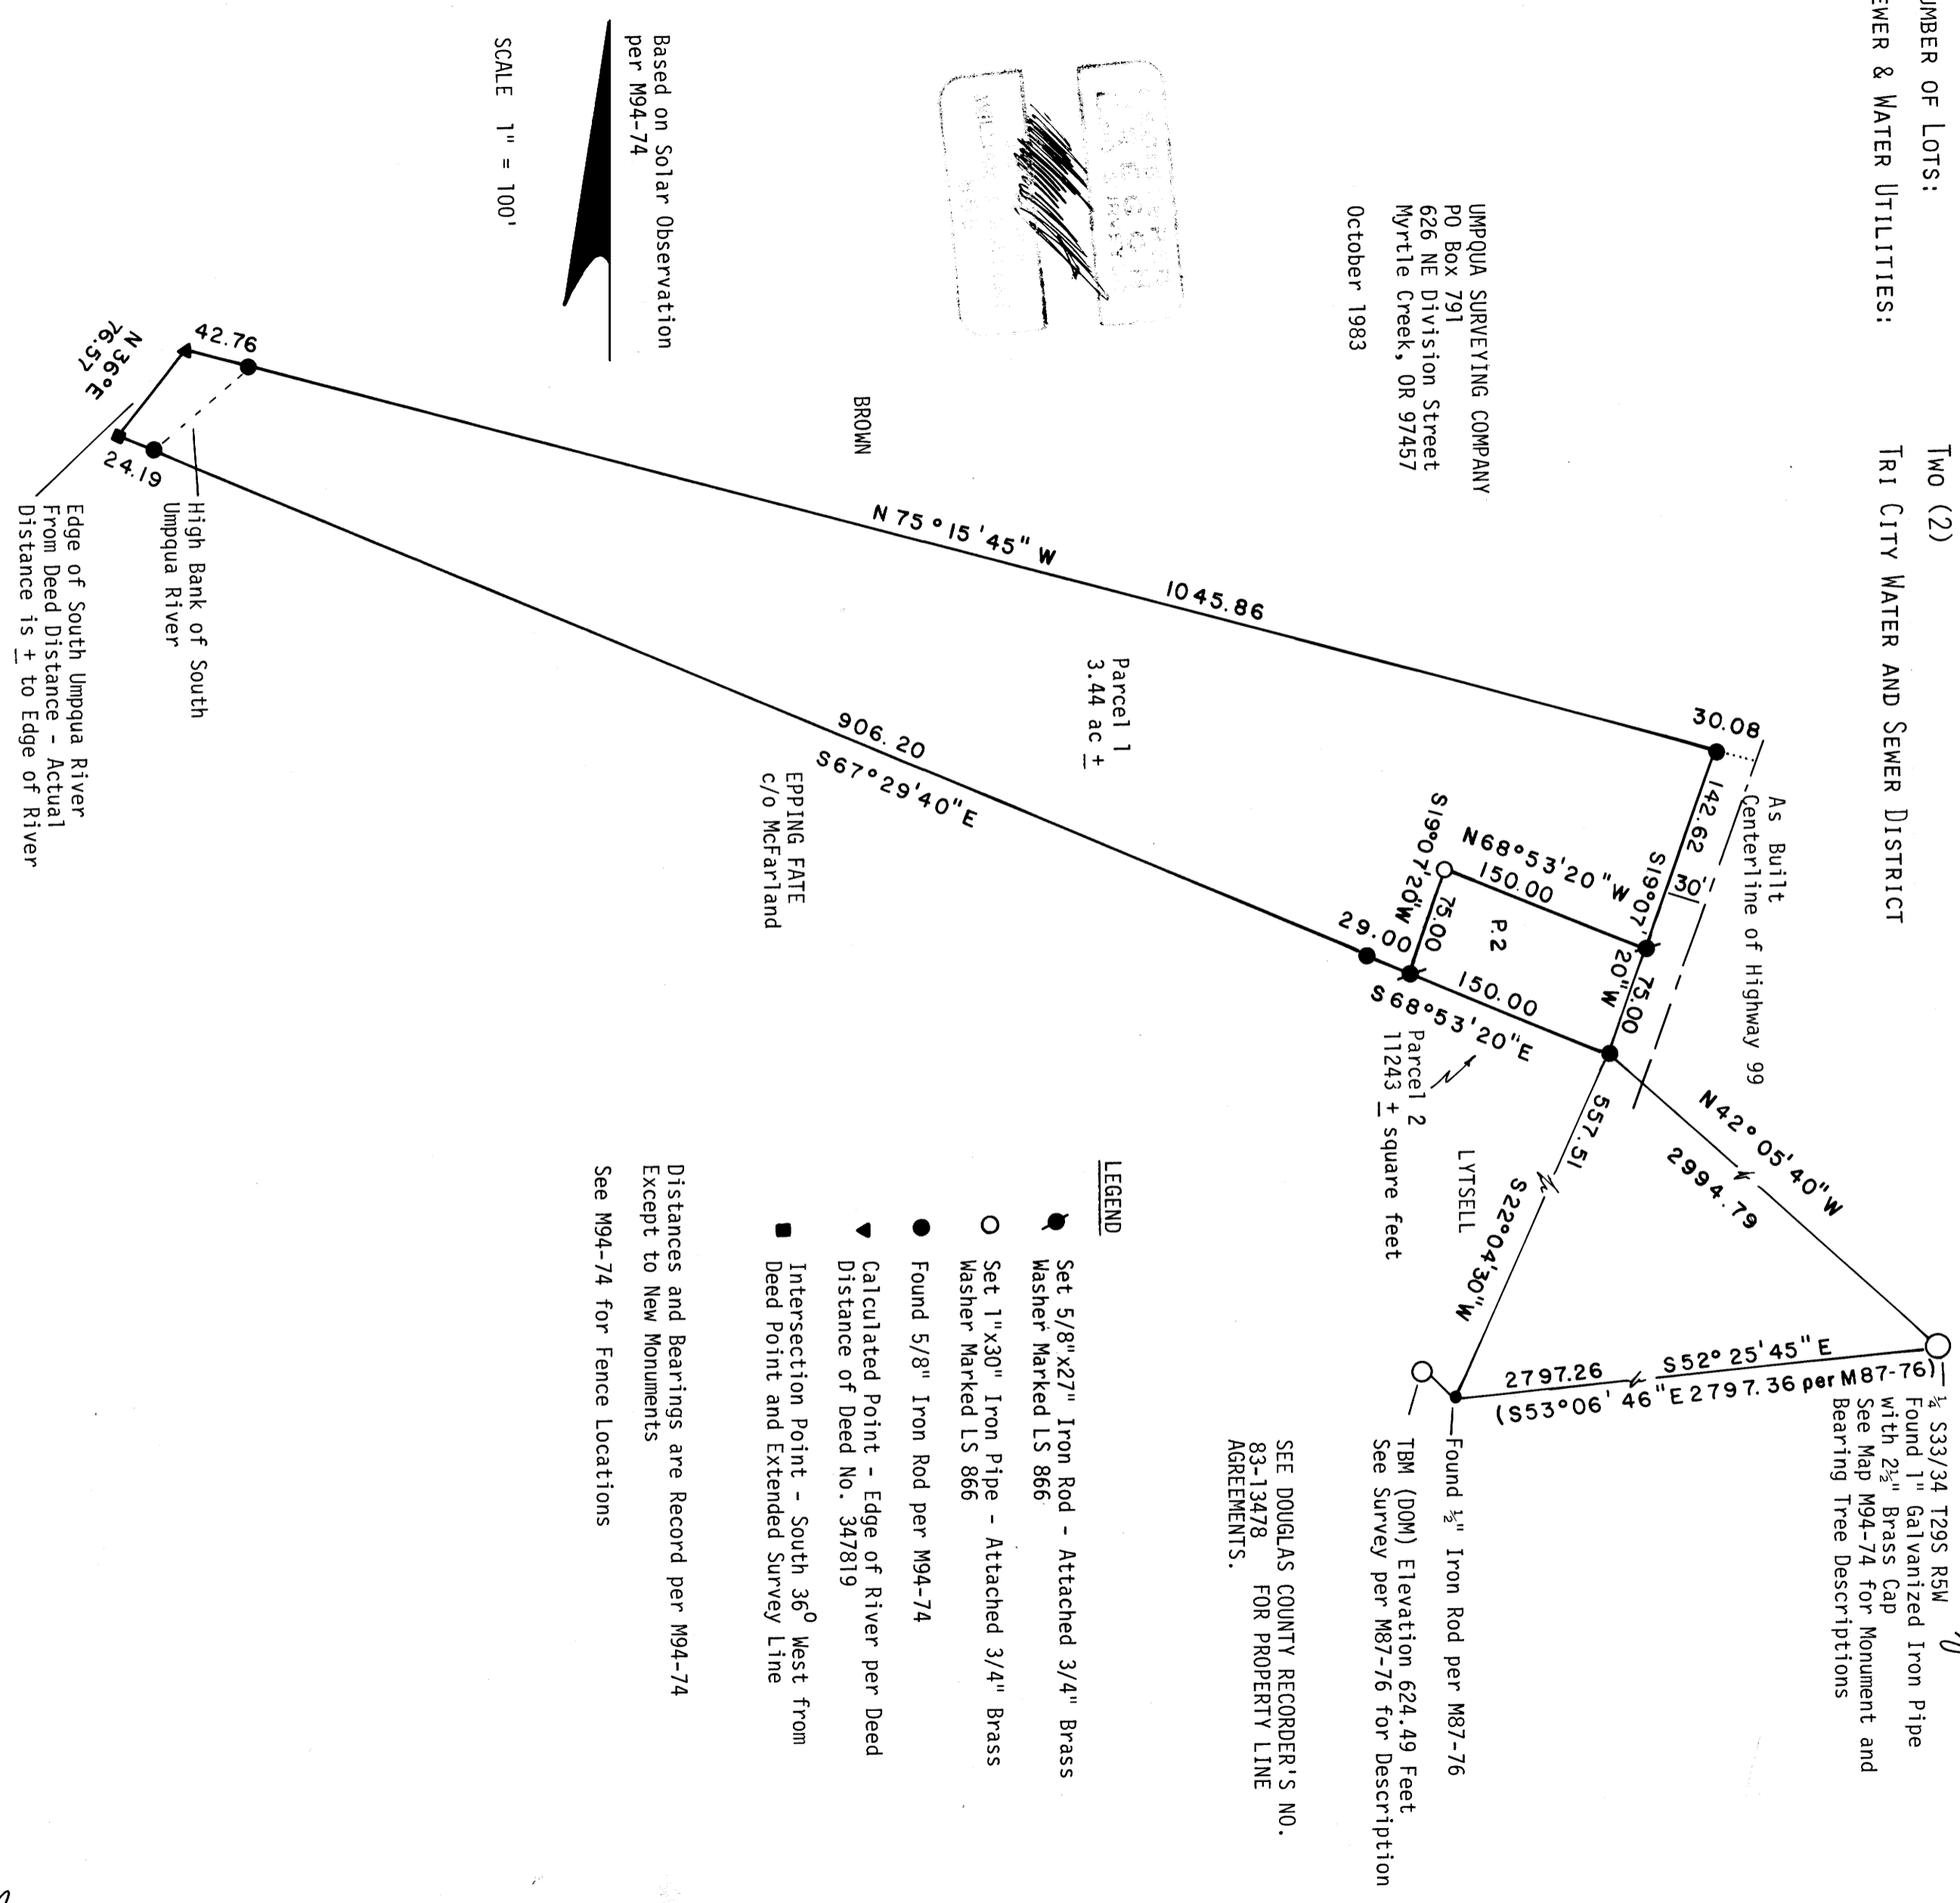 UMBER OF LOTS: TWO (2)
EWER & WATER UTILITIES: TRI CITY WATER AND SEWER DISTRICT
UMPQUA SURVEYING COMPANY
PO Box 791
626 NE Division Street
Myrtle Creek, OR 97457
October 1983
Based on Solar Observation
per M94-74
SCALE 1" = 100'
BROWN
42.76
N 36° E
76.57
24.19
High Bank of South
Umpqua River
Edge of South Umpqua River
From Deed Distance - Actual
Distance is ± to Edge of River
N 75° 15' 45" W
1045.86
30.08
As Built
Centerline of Highway 99
142.62
30'
S19°07'20"W
75.00
N68°53'20"W
150.00
S19°07'20"W
75.00
P.2
29.00
150.00
S68°53'20"E
Parcel 1
3.44 ac ±
906.20
S67°29'40"E
EPPING FATE
c/o McFarland
Parcel 2
11243 ± square feet
LYTSELL
557.51
S22°04'30"W
N42°05'40"W
2994.79
S52°25'45"E
2797.26
(S53°06'46"E 2797.36 per M87-76)
¼ S33/34 T29S R5W
Found 1" Galvanized Iron Pipe
with 2½" Brass Cap
See Map M94-74 for Monument and
Bearing Tree Descriptions
Found ½" Iron Rod per M87-76
TBM (DOM) Elevation 624.49 Feet
See Survey per M87-76 for Description
SEE DOUGLAS COUNTY RECORDER'S NO.
83-13478 FOR PROPERTY LINE
AGREEMENTS.
LEGEND
Set 5/8"x27" Iron Rod - Attached 3/4" Brass
Washer Marked LS 866
Set 1"x30" Iron Pipe - Attached 3/4" Brass
Washer Marked LS 866
Found 5/8" Iron Rod per M94-74
Calculated Point - Edge of River per Deed
Distance of Deed No. 347819
Intersection Point - South 36° West from
Deed Point and Extended Survey Line
Distances and Bearings are Record per M94-74
Except to New Monuments
See M94-74 for Fence Locations